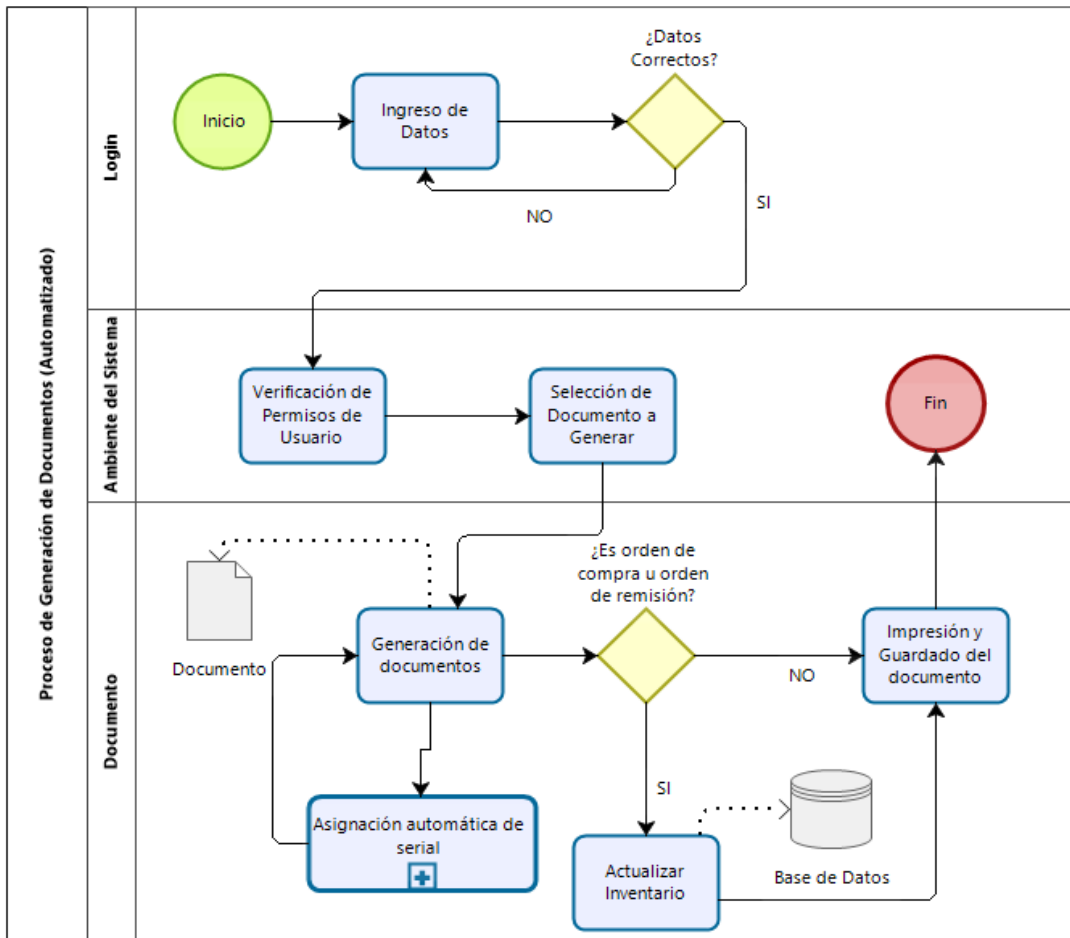 Proceso de Generación de Documentos (Automatizado)
Login
Inicio
Ingreso de
Datos
¿Datos
Correctos?
NO
SI
Ambiente del Sistema
Verificación de
Permisos de
Usuario
Selección de
Documento a
Generar
Fin
Documento
Documento
Generación de
documentos
¿Es orden de
compra u orden
de remisión?
NO
Impresión y
Guardado del
documento
SI
Asignación automática de
serial
Actualizar
Inventario
Base de Datos